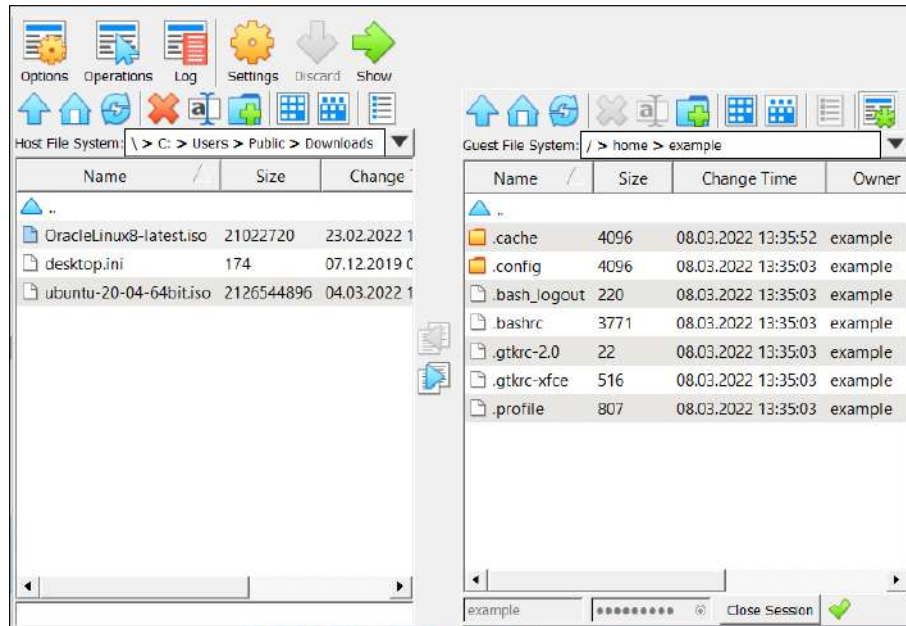 Options Operations Log Settings Discard Show
Host File System: \ > C: > Users > Public > Downloads
Name Size Change
..
OracleLinux8-latest.iso 21022720 23.02.2022 1
desktop.ini 174 07.12.2019 0
ubuntu-20-04-64bit.iso 2126544896 04.03.2022 1
Guest File System: / > home > example
Name Size Change Time Owner
..
.cache 4096 08.03.2022 13:35:52 example
.config 4096 08.03.2022 13:35:03 example
.bash_logout 220 08.03.2022 13:35:03 example
.bashrc 3771 08.03.2022 13:35:03 example
.gtkrc-2.0 22 08.03.2022 13:35:03 example
.gtkrc-xfce 516 08.03.2022 13:35:03 example
.profile 807 08.03.2022 13:35:03 example
example Close Session